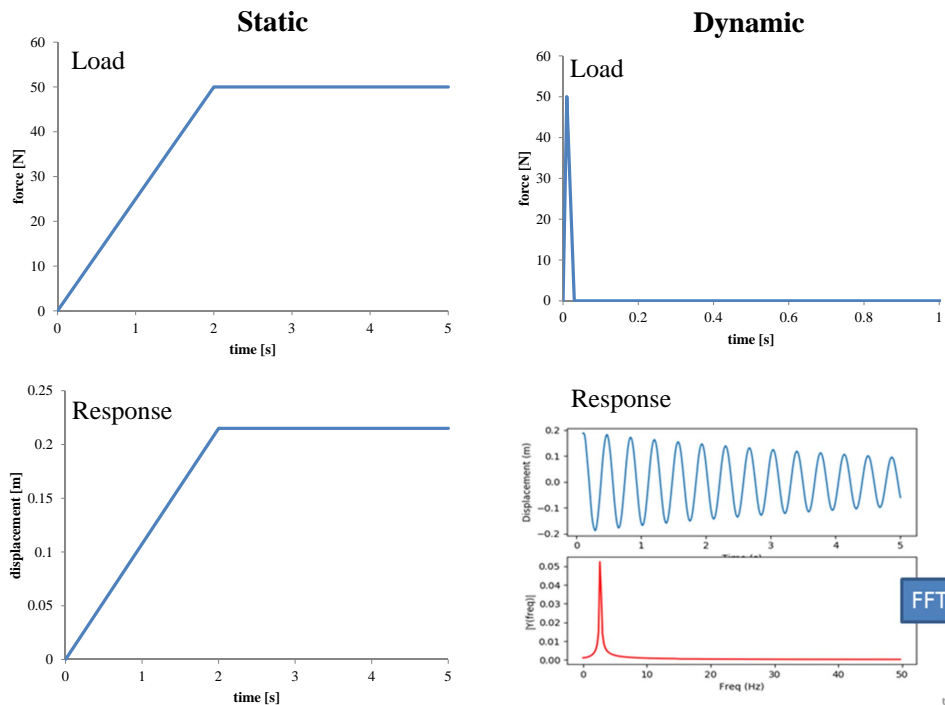 Static
Load
60
50
40
30
20
10
0
force [N]
0 1 2 3 4 5
time [s]
Dynamic
Load
60
50
40
30
20
10
0
force [N]
0 0.2 0.4 0.6 0.8 1
time [s]
Response
0.25
0.2
0.15
0.1
0.05
0
displacement [m]
0 1 2 3 4 5
time [s]
Response
0.2
0.1
0.0
−0.1
−0.2
Displacement (m)
0 1 2 3 4 5
Time (s)
0.05
0.04
0.03
0.02
0.01
0.00
|Y(freq)|
0 10 20 30 40 50
Freq (Hz)
FFT